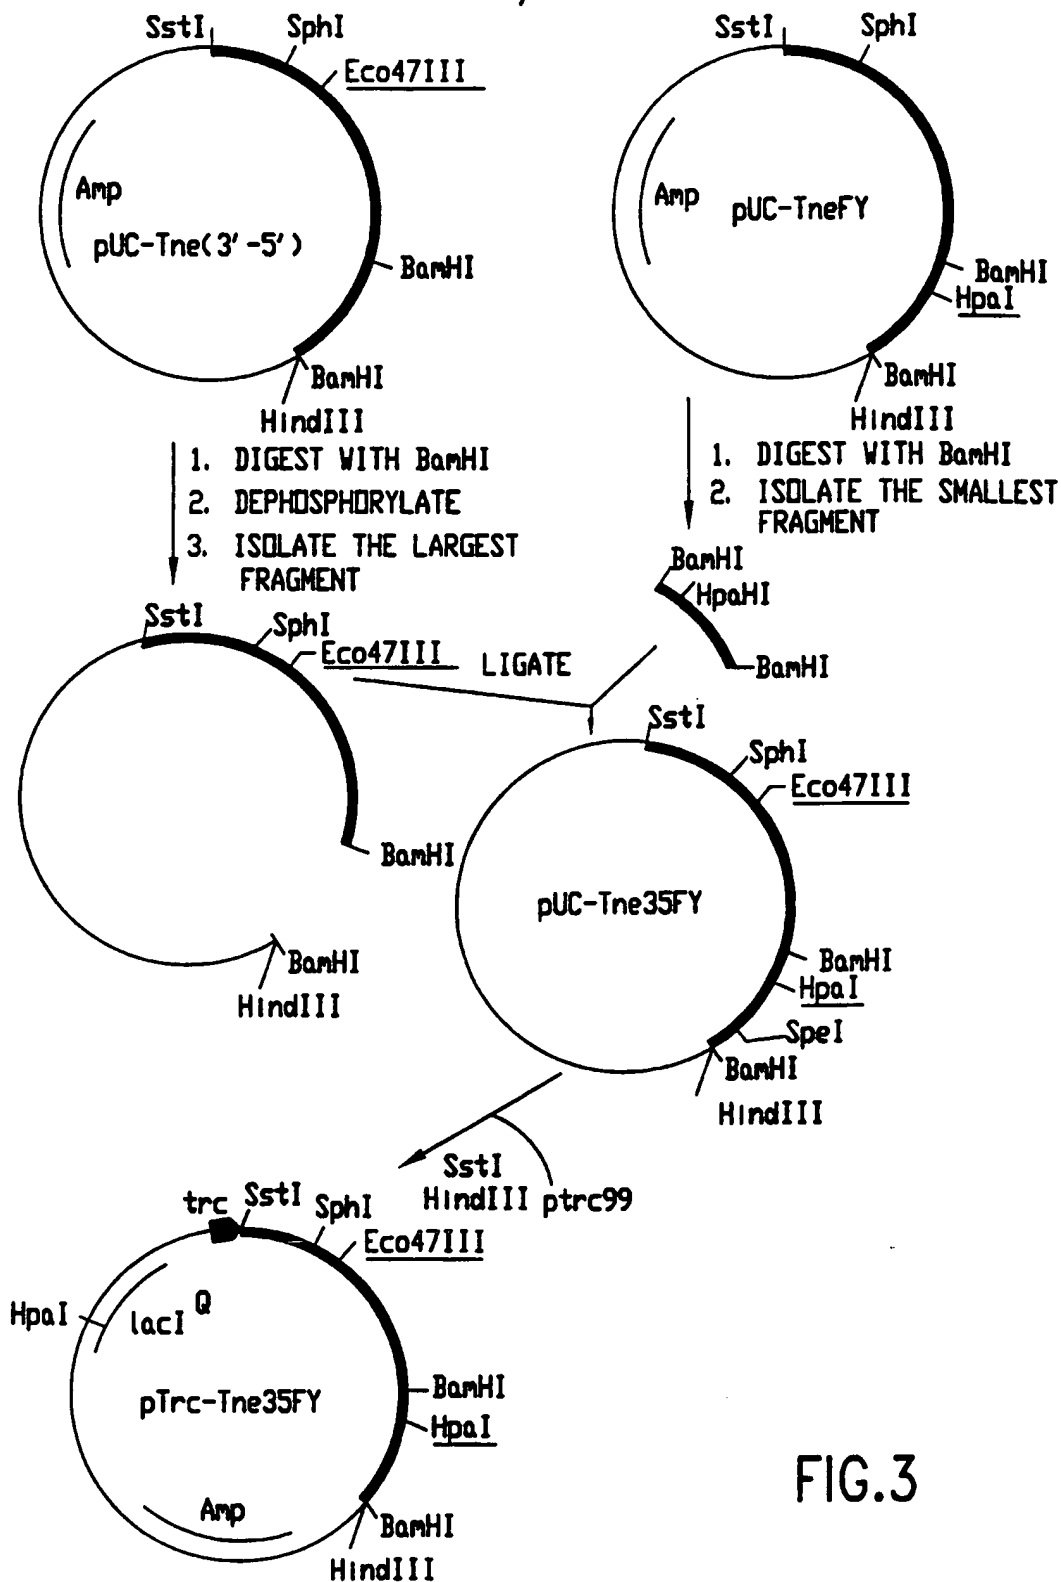 SstI
SphI
Eco47III
Amp
pUC-Tne(3'-5')
BamHI
BamHI
HindIII
SstI
SphI
Amp
pUC-TneFY
BamHI
HpaI
BamHI
HindIII
1. DIGEST WITH BamHI
2. DEPHOSPHORYLATE
3. ISOLATE THE LARGEST
FRAGMENT
1. DIGEST WITH BamHI
2. ISOLATE THE SMALLEST
FRAGMENT
BamHI
HpaHI
BamHI
SstI
SphI
Eco47III
LIGATE
BamHI
BamHI
HindIII
SstI
SphI
Eco47III
pUC-Tne35FY
BamHI
HpaI
SpeI
BamHI
HindIII
SstI
HindIII
ptrc99
trc
SstI
SphI
Eco47III
HpaI
lacI Q
pTrc-Tne35FY
BamHI
HpaI
Amp
BamHI
HindIII
FIG.3